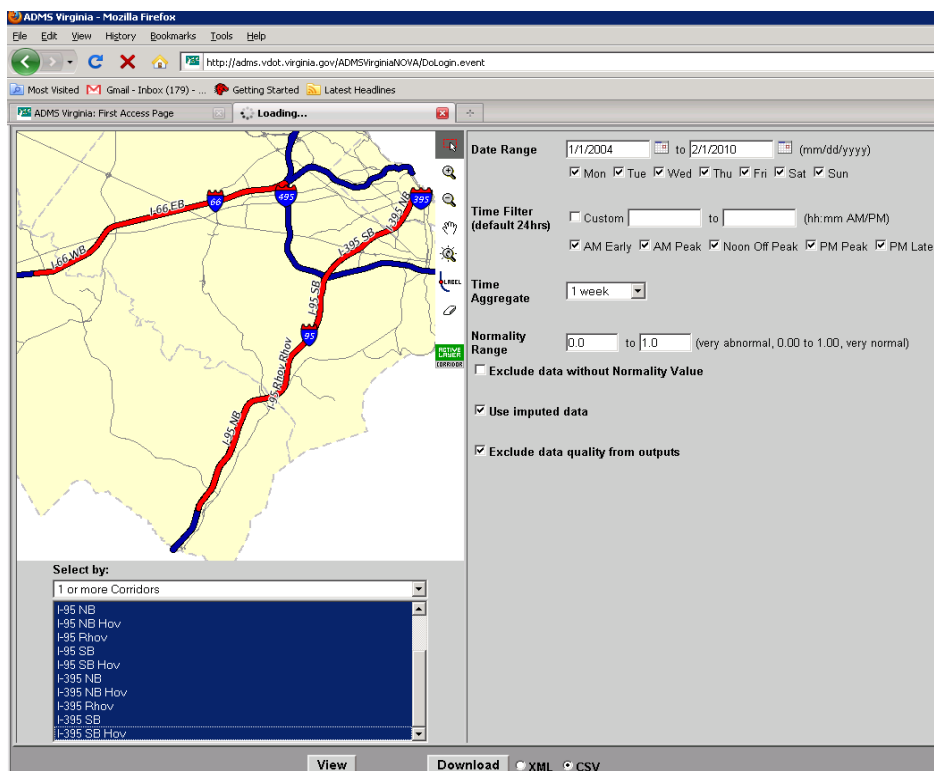 ADMS Virginia - Mozilla Firefox
File Edit View History Bookmarks Tools Help
http://adms.vdot.virginia.gov/ADMSVirginiaNOVA/DoLogin.event
Most Visited Gmail - Inbox (179) - ... Getting Started Latest Headlines
ADMS Virginia: First Access Page Loading...
I-66 EB
66
495
395
I-395 NB
I-66 WB
I-395 SB
I-95 SB
95
I-95 Rhov Rhov
I-95 NB
LABEL
ACTIVE
LAYER
CORRIDOR
Date Range 1/1/2004 to 2/1/2010 (mm/dd/yyyy)
Mon Tue Wed Thu Fri Sat Sun
Time Filter
(default 24hrs)
Custom to (hh:mm AM/PM)
AM Early AM Peak Noon Off Peak PM Peak PM Late
Time
Aggregate
1 week
Normality
Range
0.0 to 1.0 (very abnormal, 0.00 to 1.00, very normal)
Exclude data without Normality Value
Use imputed data
Exclude data quality from outputs
Select by:
1 or more Corridors
I-95 NB
I-95 NB Hov
I-95 Rhov
I-95 SB
I-95 SB Hov
I-395 NB
I-395 NB Hov
I-395 Rhov
I-395 SB
I-395 SB Hov
View Download XML CSV